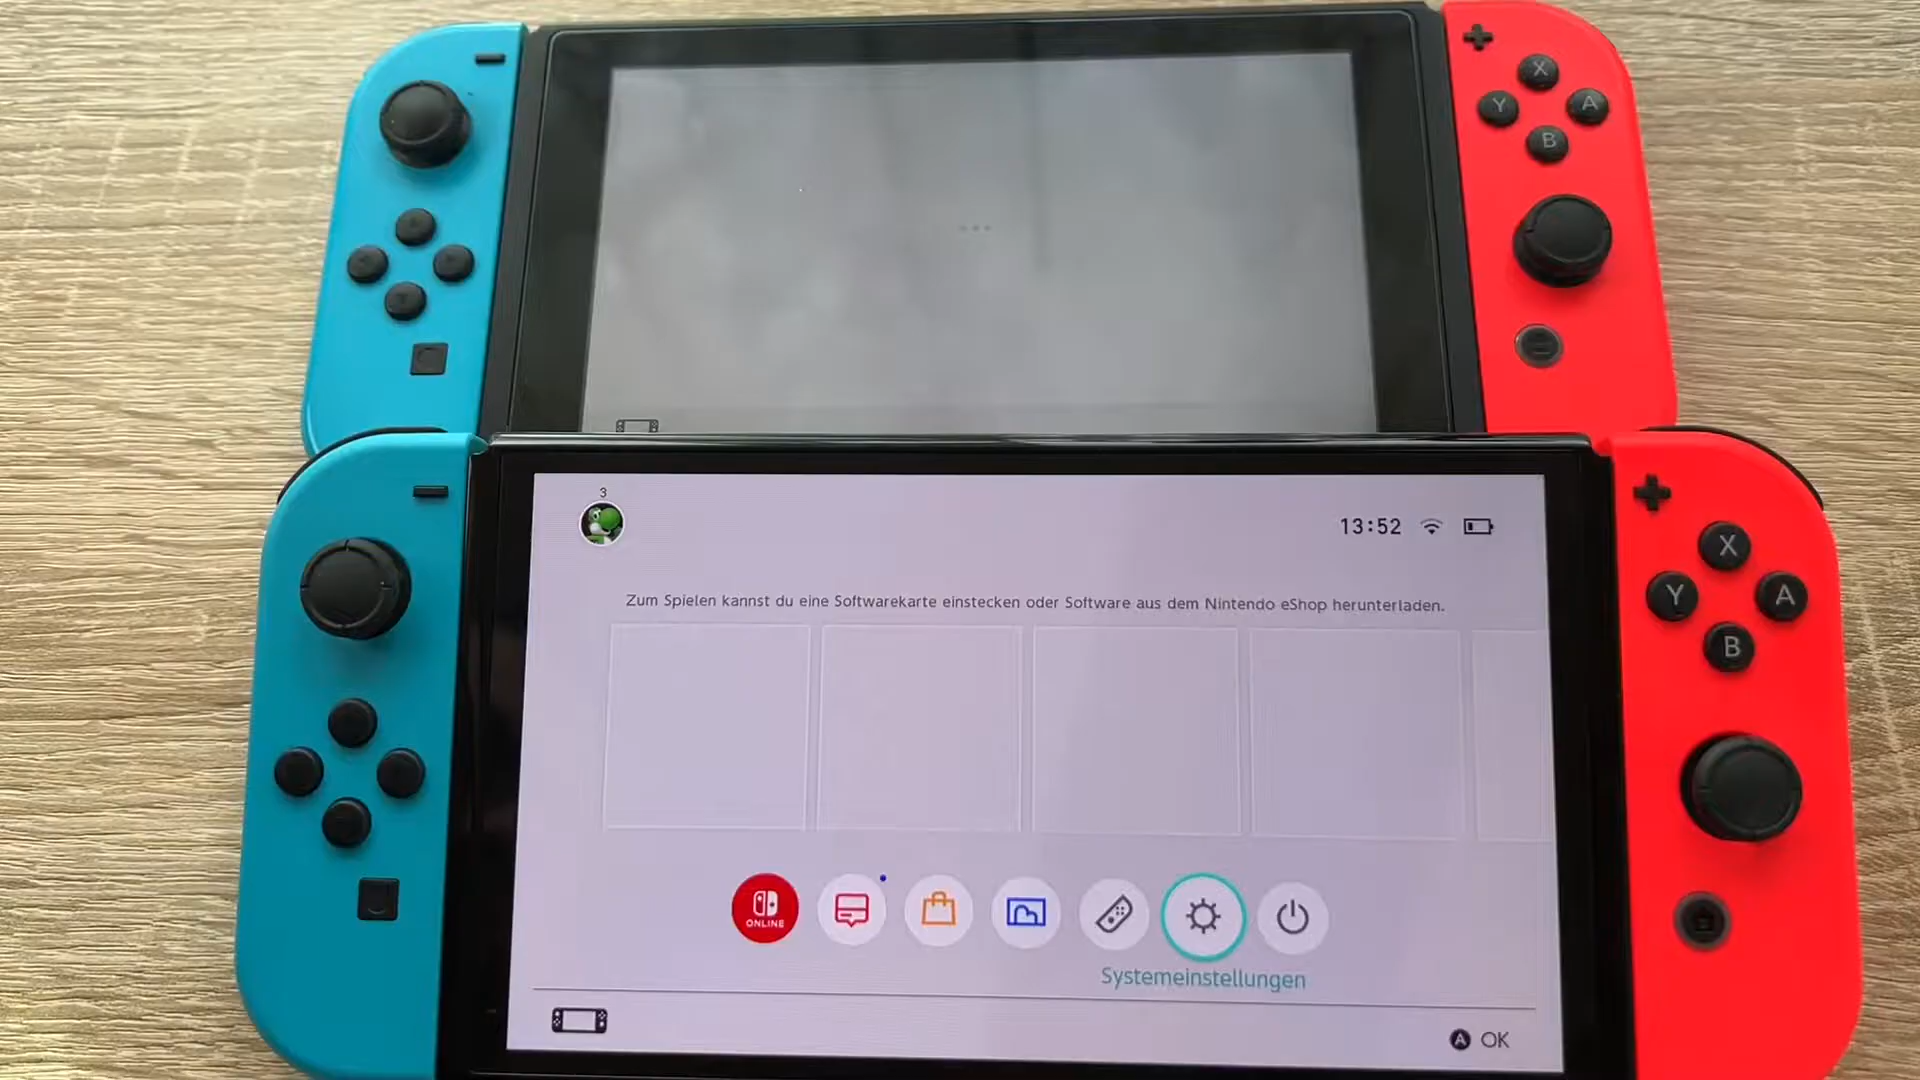 X
Y
A
B
3
13:52
Zum Spielen kannst du eine Softwarekarte einstecken oder Software aus dem Nintendo eShop herunterladen.
X
Y
A
B
ONLINE
Systemeinstellungen
A OK